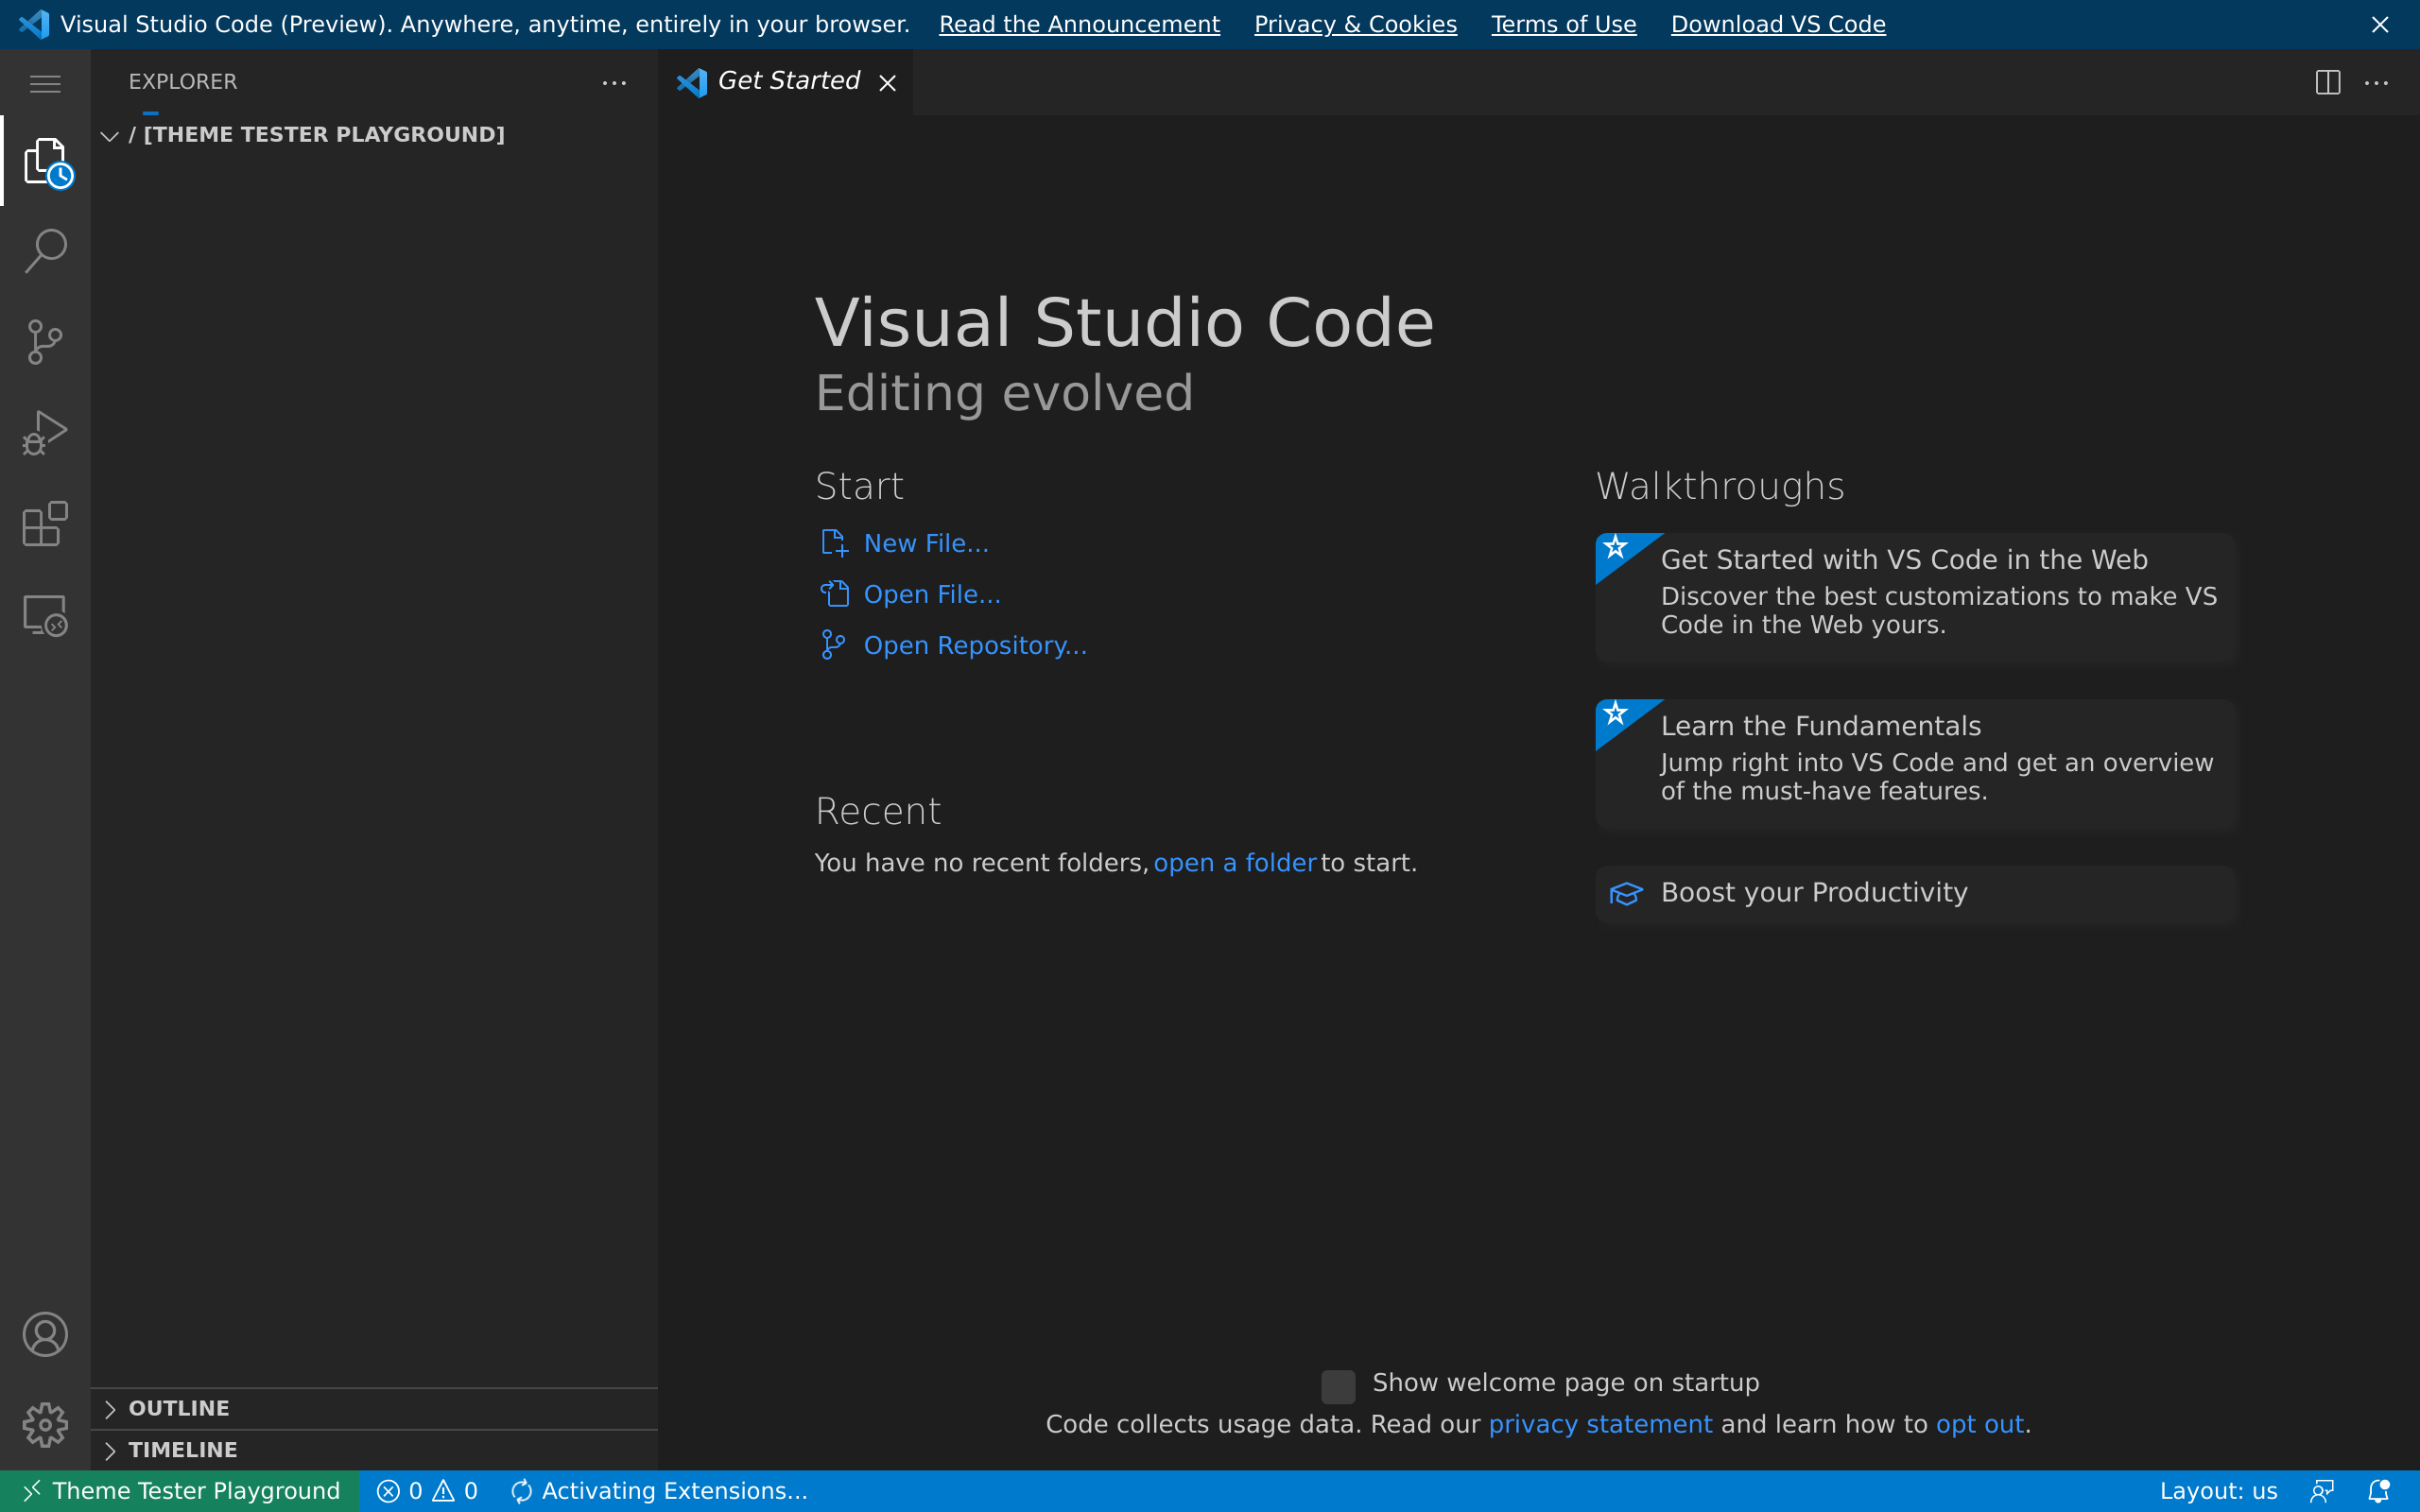 Visual Studio Code (Preview). Anywhere, anytime, entirely in your browser. Read the Announcement Privacy & Cookies Terms of Use Download VS Code
EXPLORER
/ [THEME TESTER PLAYGROUND]
Get Started
Visual Studio Code
Editing evolved
Start
New File...
Open File...
Open Repository...
Recent
You have no recent folders, open a folder to start.
Walkthroughs
Get Started with VS Code in the Web
Discover the best customizations to make VS
Code in the Web yours.
Learn the Fundamentals
Jump right into VS Code and get an overview
of the must-have features.
Boost your Productivity
Show welcome page on startup
Code collects usage data. Read our privacy statement and learn how to opt out.
OUTLINE
TIMELINE
Theme Tester Playground 0 0 Activating Extensions... Layout: us